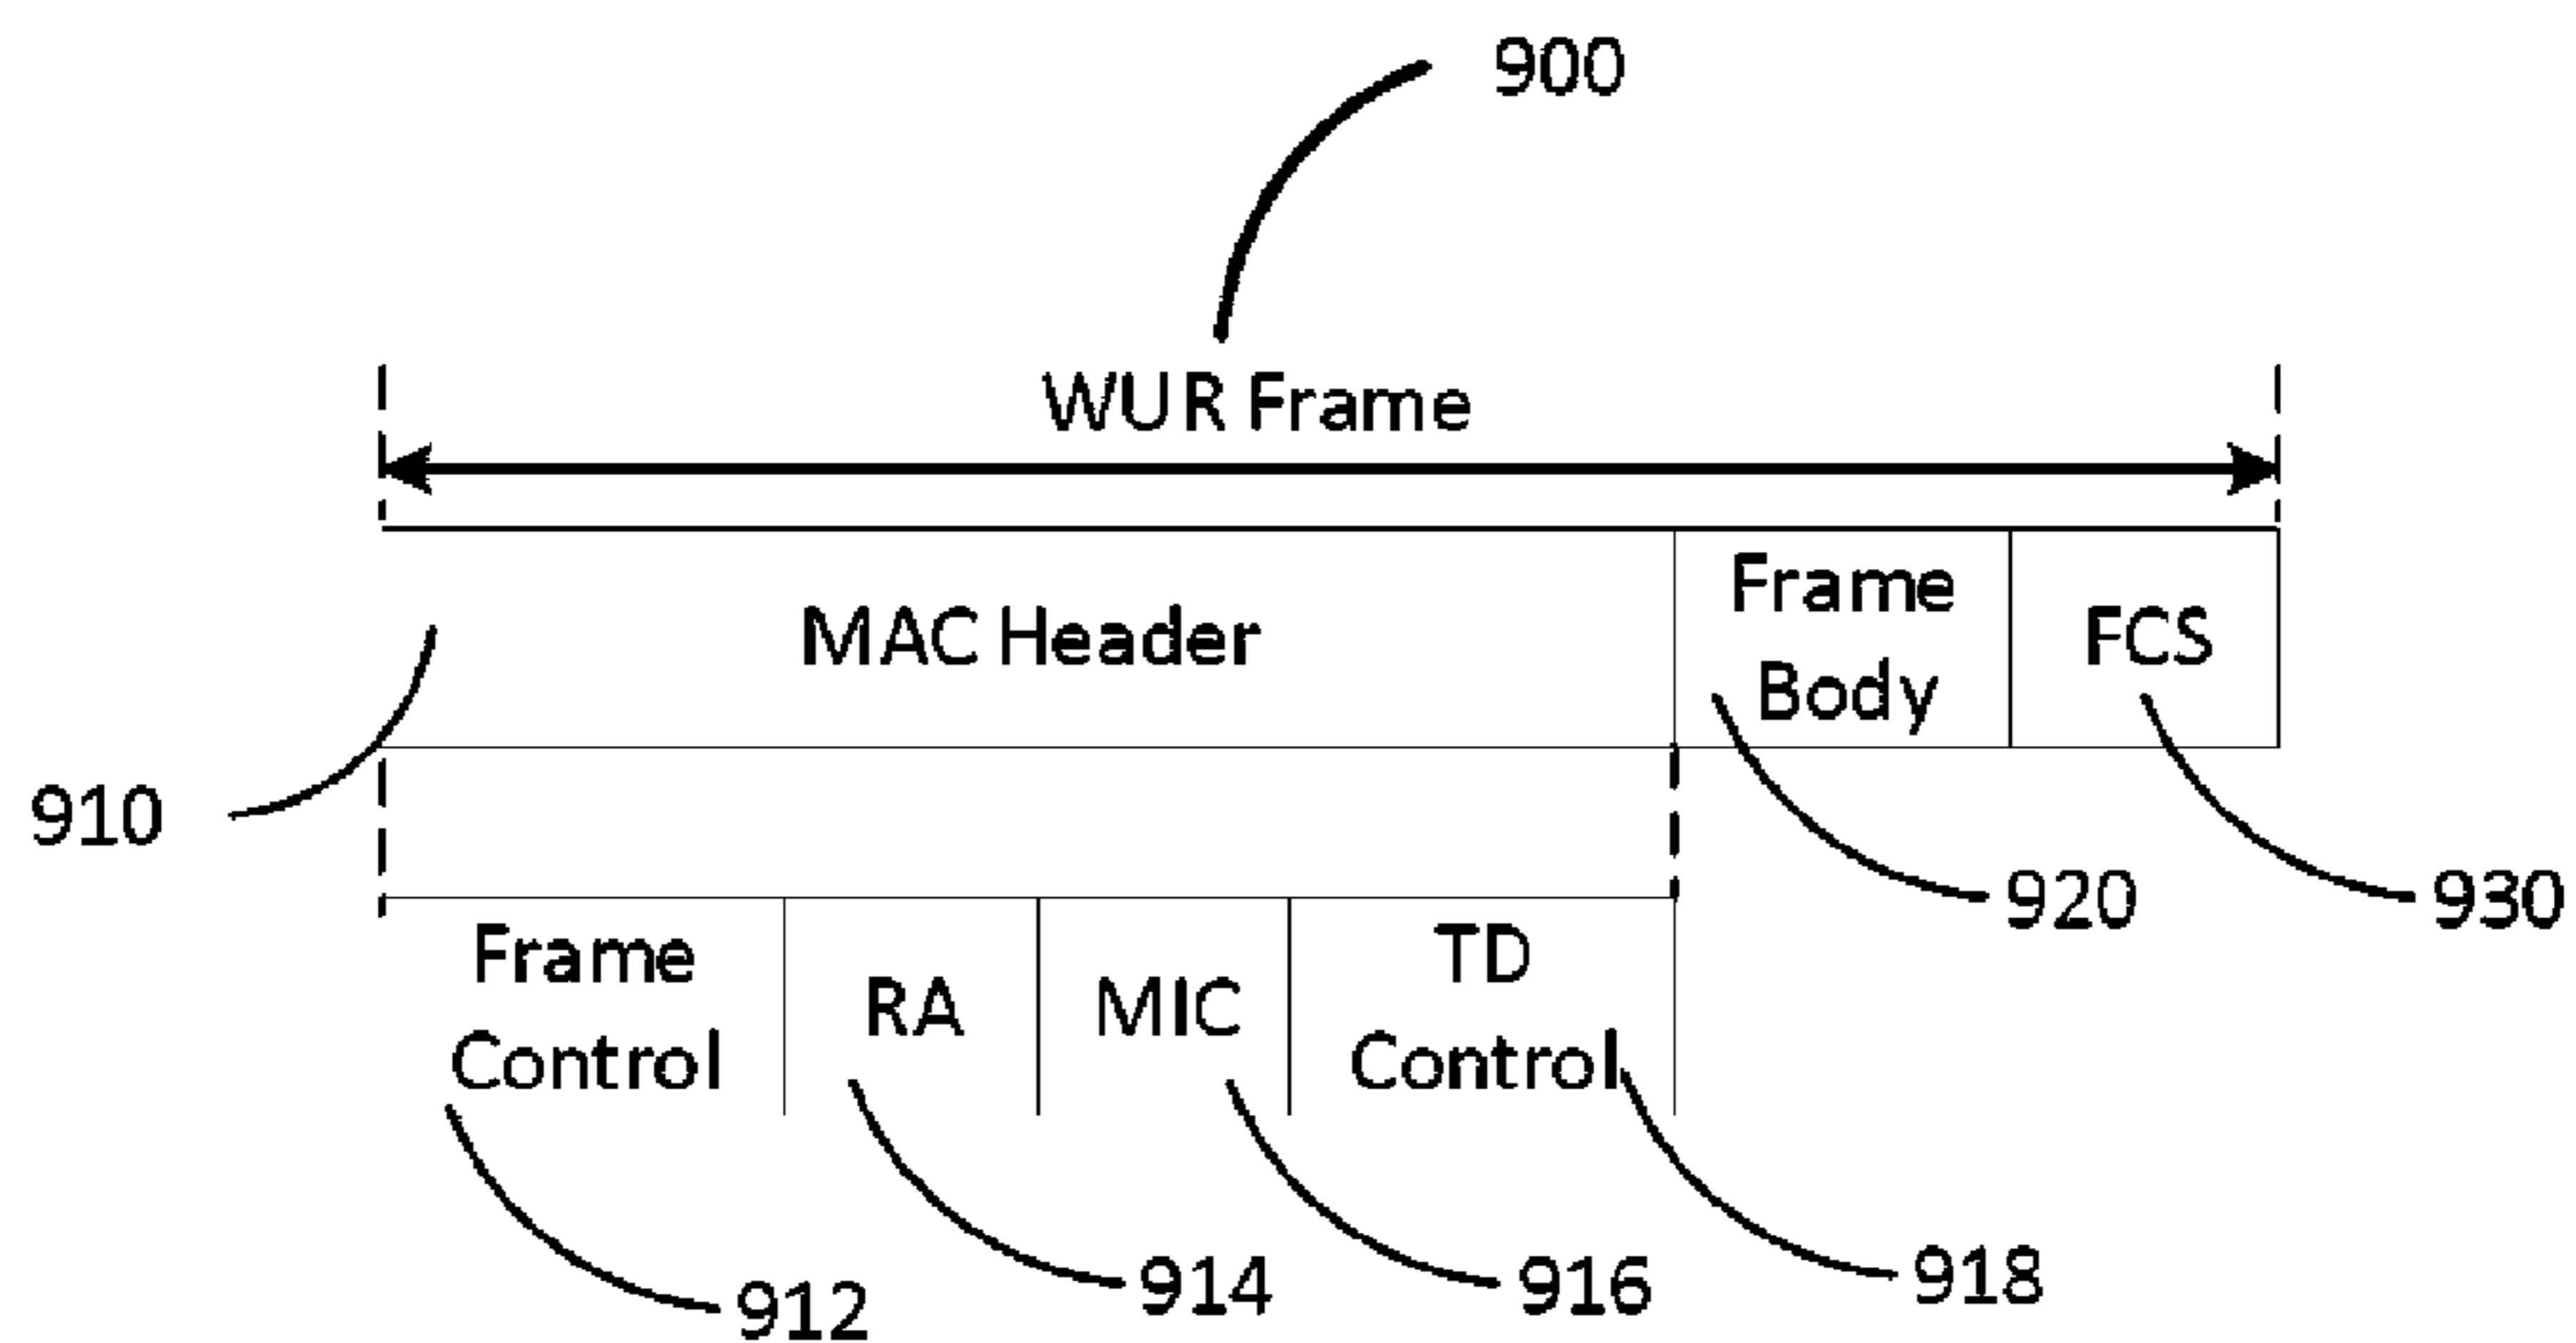 900
WUR Frame
MAC Header
Frame
Body
FCS
910
920
930
Frame
Control
RA
MIC
TD
Control
912
914
916
918